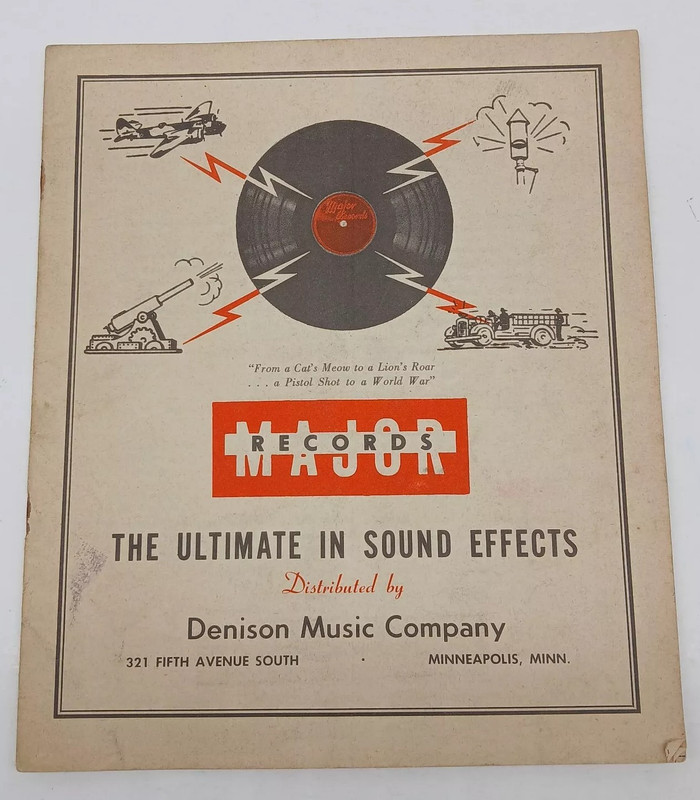 Major
Records
"From a Cat's Meow to a Lion's Roar
. . . a Pistol Shot to a World War"
MAJOR
RECORDS
THE ULTIMATE IN SOUND EFFECTS
Distributed by
Denison Music Company
321 FIFTH AVENUE SOUTH · MINNEAPOLIS, MINN.